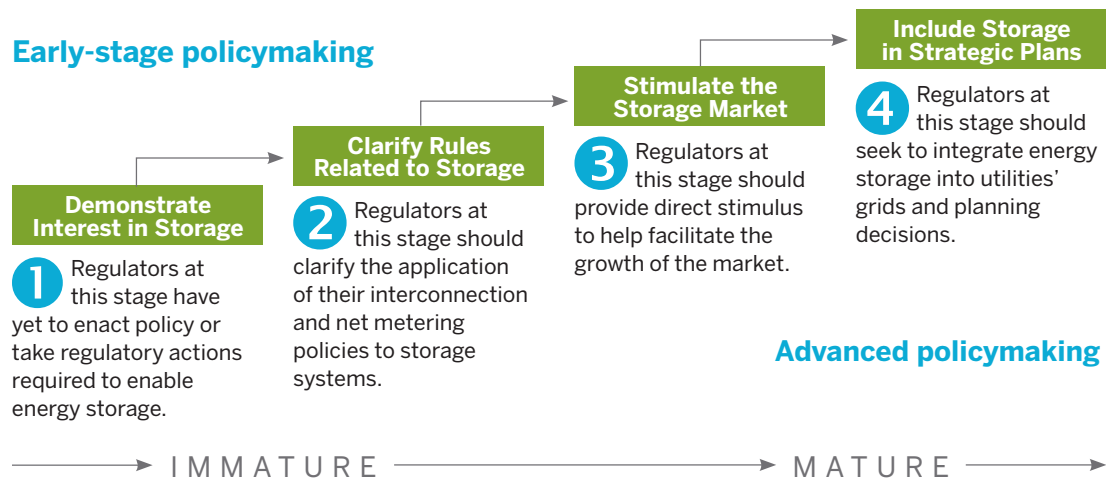 Early-stage policymaking
Demonstrate
Interest in Storage
1 Regulators at
this stage have
yet to enact policy or
take regulatory actions
required to enable
energy storage.
Clarify Rules
Related to Storage
2 Regulators at
this stage should
clarify the application
of their interconnection
and net metering
policies to storage
systems.
Stimulate the
Storage Market
3 Regulators at
this stage should
provide direct stimulus
to help facilitate the
growth of the market.
Include Storage
in Strategic Plans
4 Regulators at
this stage should
seek to integrate energy
storage into utilities’
grids and planning
decisions.
Advanced policymaking
IMMATURE
MATURE